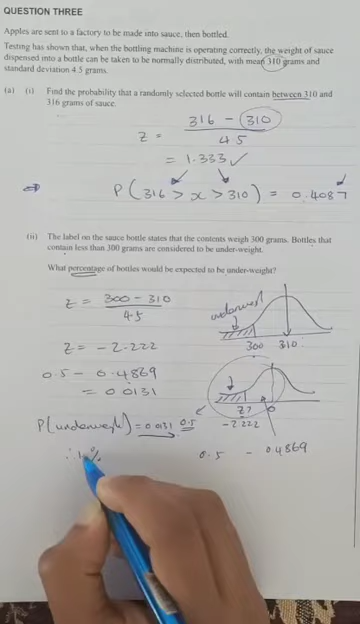 QUESTION THREE
Apples are sent to a factory to be made into sauce, then bottled.
Testing has shown that, when the bottling machine is operating correctly, the weight of sauce
dispensed into a bottle can be taken to be normally distributed, with mean 310 grams and
standard deviation 4.5 grams.
(a) (i) Find the probability that a randomly selected bottle will contain between 310 and
316 grams of sauce.
Z = 316 - 310
4.5
= 1.333 ✓
⇒ P(316 > x > 310) = 0.4087
(ii) The label on the sauce bottle states that the contents weigh 300 grams. Bottles that
contain less than 300 grams are considered to be under-weight.
What percentage of bottles would be expected to be under-weight?
Z = 300 - 310
4.5
300 310
Z = -2.222
0.5 - 0.4869
= 0.0131
Z? 0
-2.222
P(underweight) = 0.0131
0.5
∴ 1 %
0.5 - 0.4869